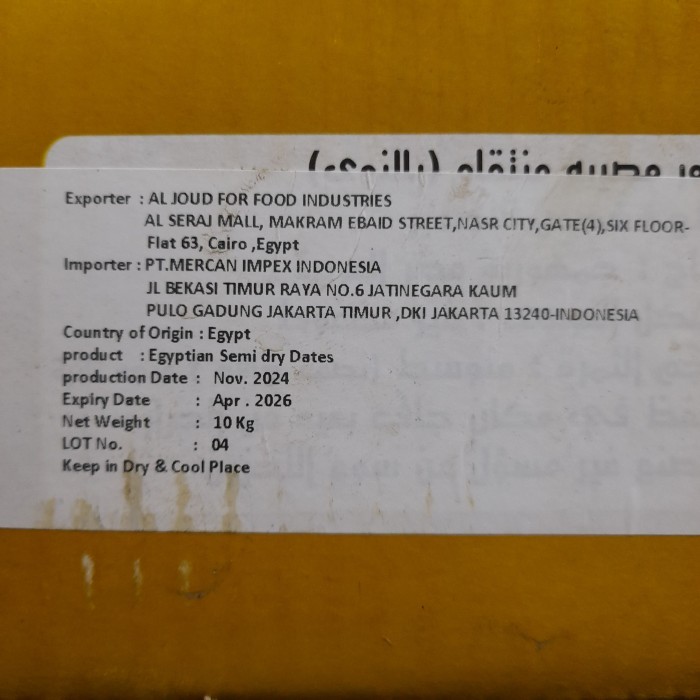 منتقاه (بالنوى)
Exporter : AL JOUD FOR FOOD INDUSTRIES
AL SERAJ MALL, MAKRAM EBAID STREET,NASR CITY,GATE(4),SIX FLOOR-
Flat 63, Cairo ,Egypt
Importer : PT.MERCAN IMPEX INDONESIA
JL BEKASI TIMUR RAYA NO.6 JATINEGARA KAUM
PULO GADUNG JAKARTA TIMUR ,DKI JAKARTA 13240-INDONESIA
Country of Origin : Egypt
product : Egyptian Semi dry Dates
production Date : Nov. 2024
Expiry Date : Apr . 2026
Net Weight : 10 Kg
LOT No. : 04
Keep in Dry & Cool Place